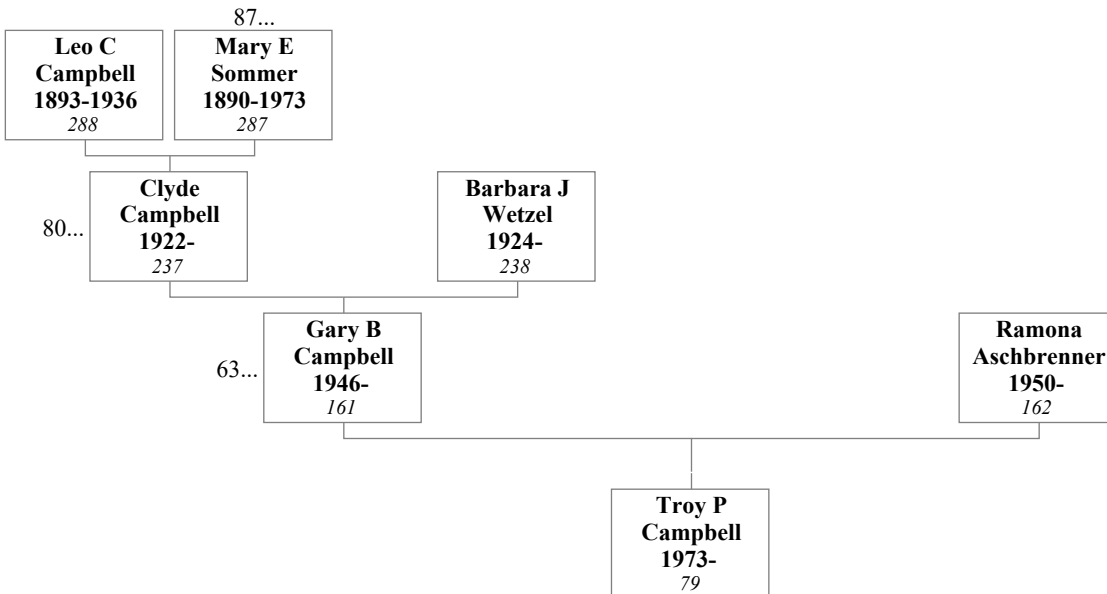 87...
Leo C
Campbell
1893-1936
288
Mary E
Sommer
1890-1973
287
80...
Clyde
Campbell
1922-
237
Barbara J
Wetzel
1924-
238
63...
Gary B
Campbell
1946-
161
Ramona
Aschbrenner
1950-
162
Troy P
Campbell
1973-
79